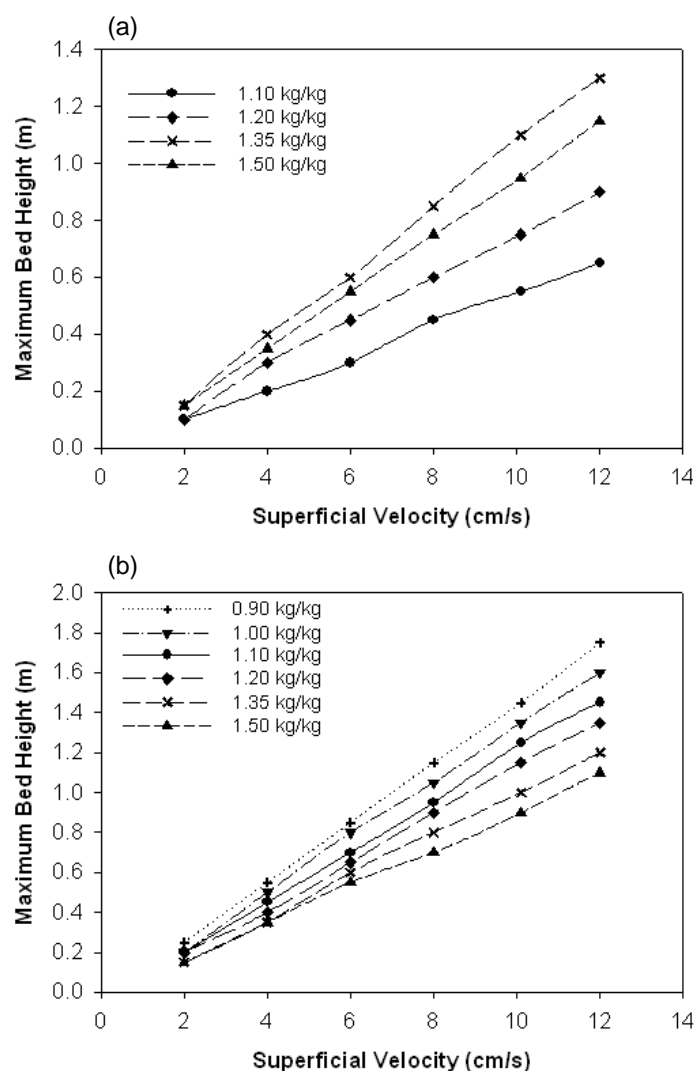 (a)
1.4
1.2
1.0
0.8
0.6
0.4
0.2
0.0
Maximum Bed Height (m)
1.10 kg/kg
1.20 kg/kg
1.35 kg/kg
1.50 kg/kg
0 2 4 6 8 10 12 14
Superficial Velocity (cm/s)
(b)
2.0
1.8
1.6
1.4
1.2
1.0
0.8
0.6
0.4
0.2
0.0
Maximum Bed Height (m)
0.90 kg/kg
1.00 kg/kg
1.10 kg/kg
1.20 kg/kg
1.35 kg/kg
1.50 kg/kg
0 2 4 6 8 10 12 14
Superficial Velocity (cm/s)